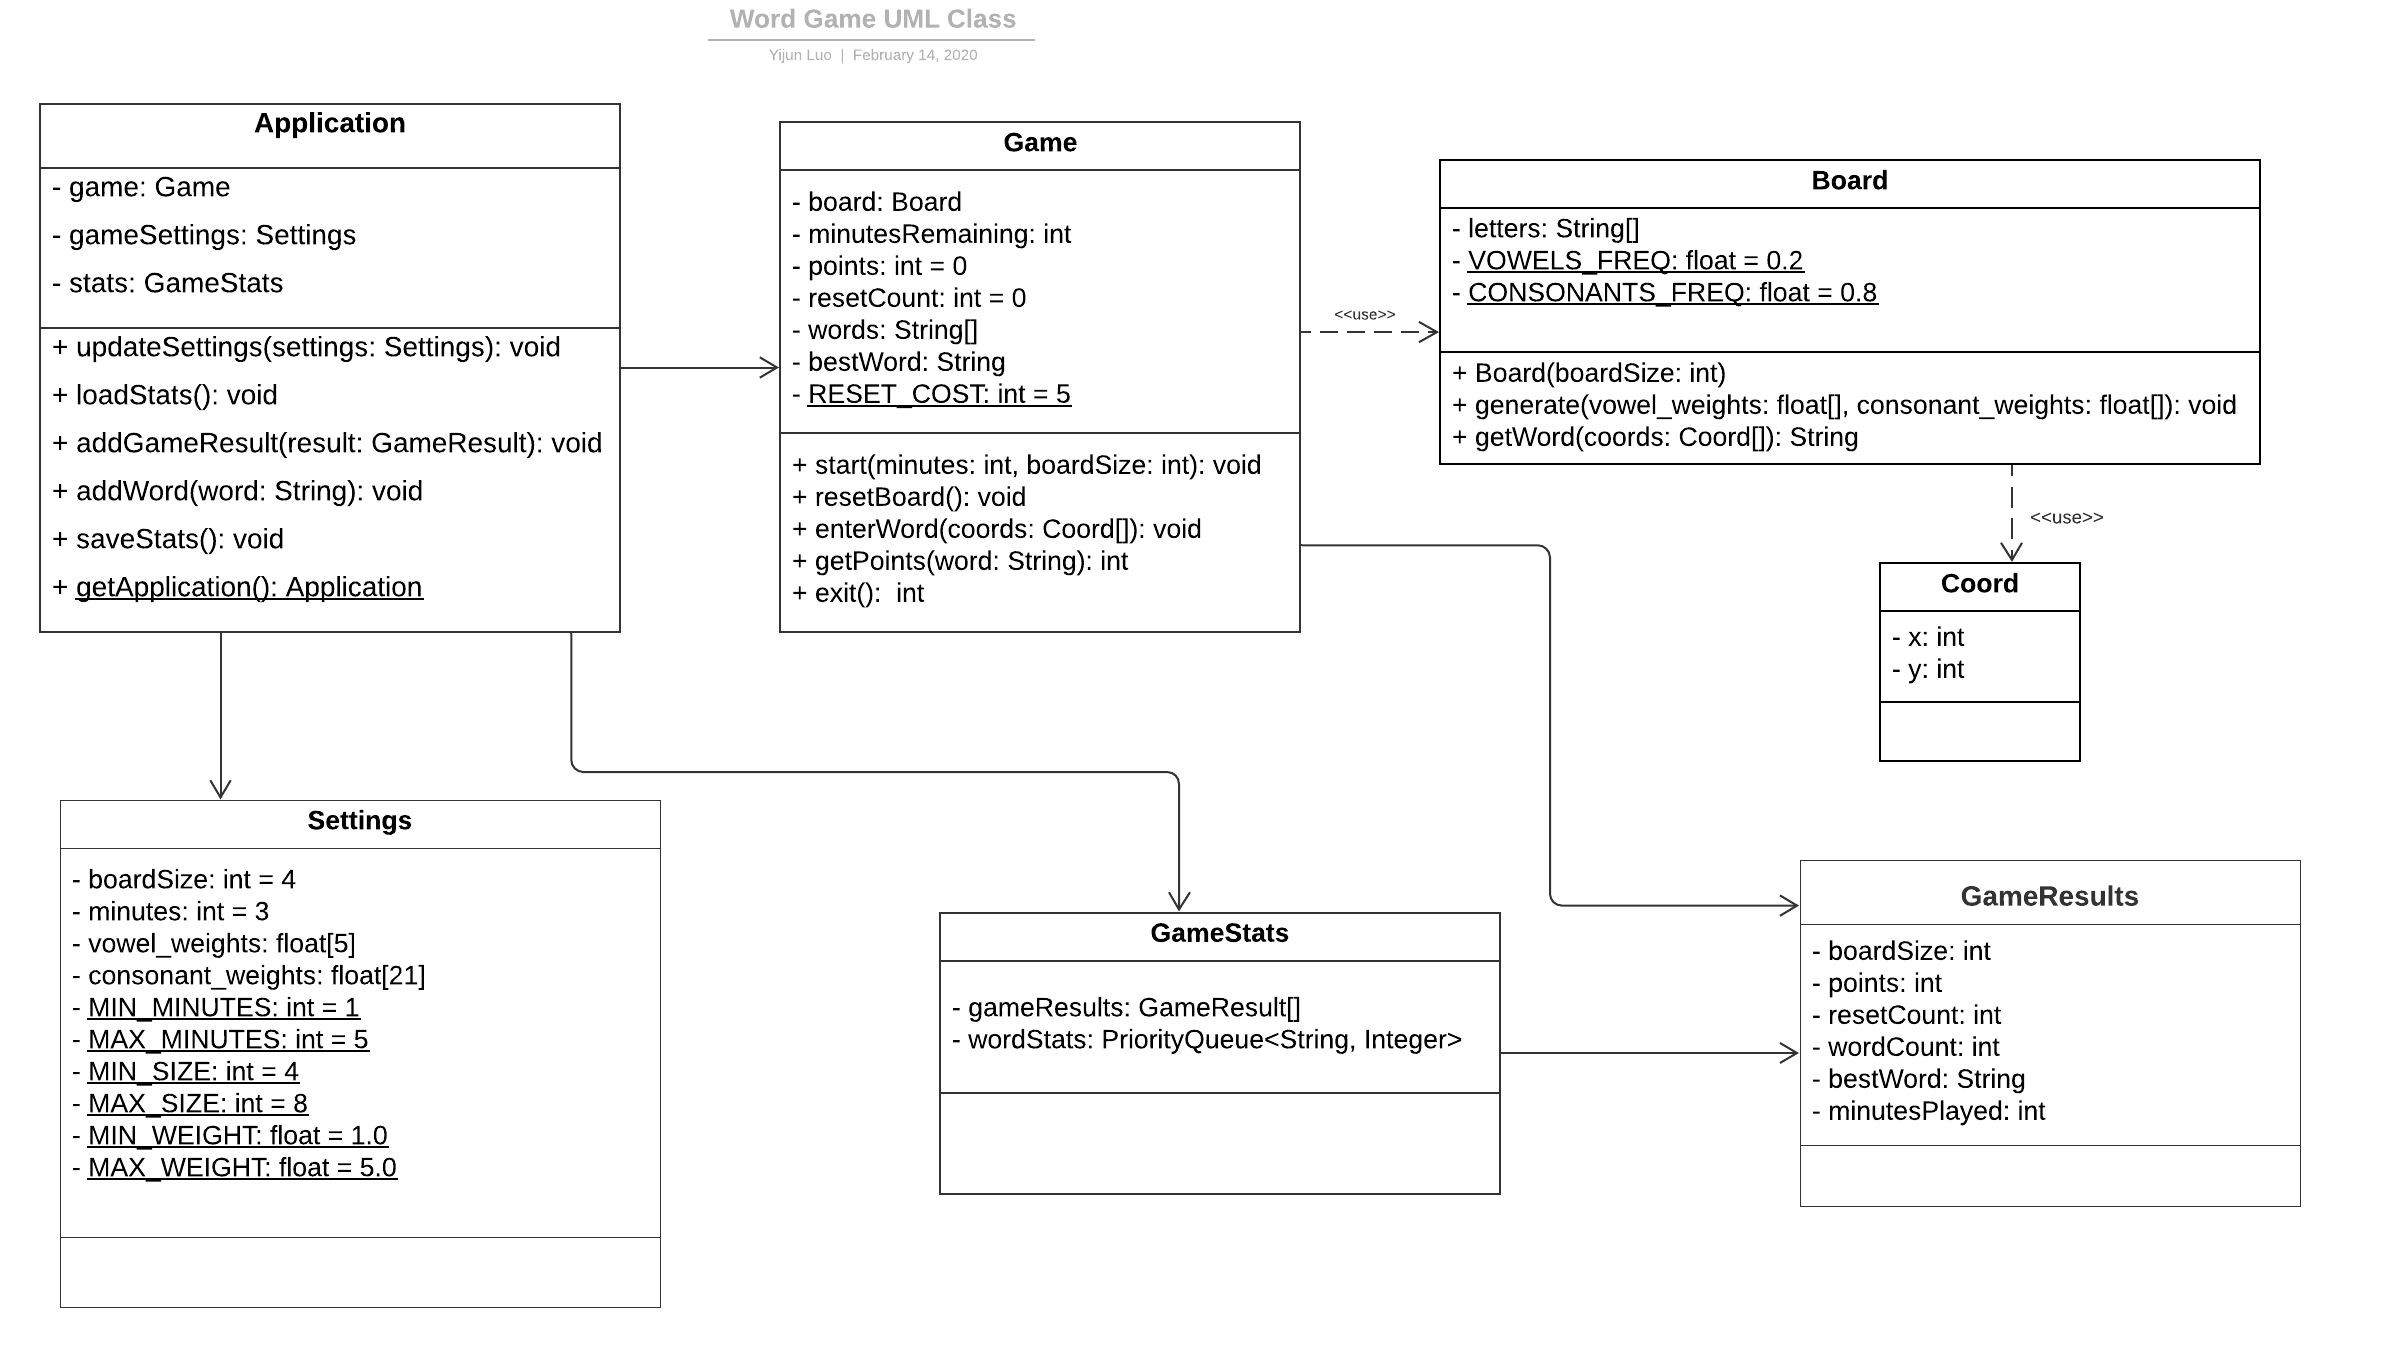 Word Game UML Class
Yijun Luo | February 14, 2020
Application
- game: Game
- gameSettings: Settings
- stats: GameStats
+ updateSettings(settings: Settings): void
+ loadStats(): void
+ addGameResult(result: GameResult): void
+ addWord(word: String): void
+ saveStats(): void
+ getApplication(): Application
Game
- board: Board
- minutesRemaining: int
- points: int = 0
- resetCount: int = 0
- words: String[]
- bestWord: String
- RESET_COST: int = 5
+ start(minutes: int, boardSize: int): void
+ resetBoard(): void
+ enterWord(coords: Coord[]): void
+ getPoints(word: String): int
+ exit():  int
<<use>>
Board
- letters: String[]
- VOWELS_FREQ: float = 0.2
- CONSONANTS_FREQ: float = 0.8
+ Board(boardSize: int)
+ generate(vowel_weights: float[], consonant_weights: float[]): void
+ getWord(coords: Coord[]): String
<<use>>
Coord
- x: int
- y: int
Settings
- boardSize: int = 4
- minutes: int = 3
- vowel_weights: float[5]
- consonant_weights: float[21]
- MIN_MINUTES: int = 1
- MAX_MINUTES: int = 5
- MIN_SIZE: int = 4
- MAX_SIZE: int = 8
- MIN_WEIGHT: float = 1.0
- MAX_WEIGHT: float = 5.0
GameStats
- gameResults: GameResult[]
- wordStats: PriorityQueue<String, Integer>
GameResults
- boardSize: int
- points: int
- resetCount: int
- wordCount: int
- bestWord: String
- minutesPlayed: int